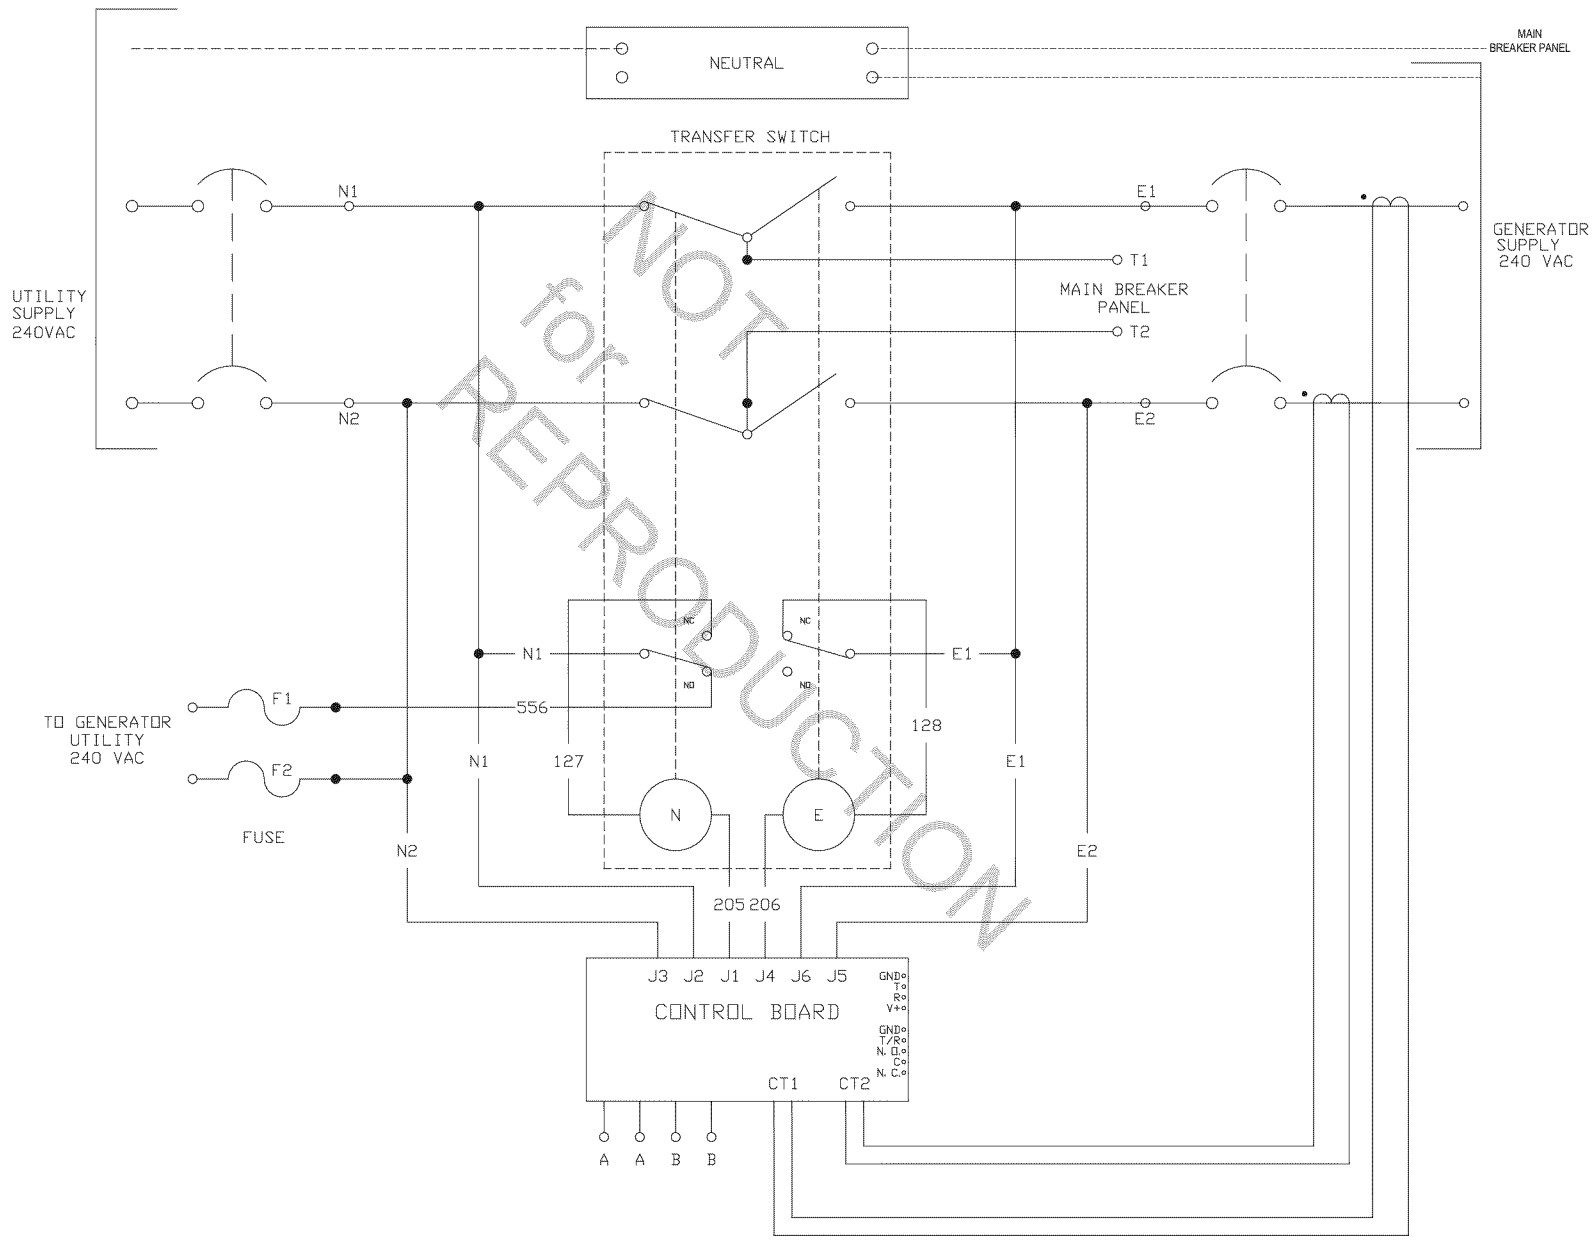 MAIN
BREAKER PANEL
NEUTRAL
TRANSFER SWITCH
N1
E1
GENERATOR
SUPPLY
240 VAC
T1
MAIN BREAKER
PANEL
T2
UTILITY
SUPPLY
240VAC
N2
E2
NOT
for
REPRODUCTION
NC
NC
N1
E1
NO
NO
F1
556
TO GENERATOR
UTILITY
240 VAC
128
N1
127
E1
F2
N
E
FUSE
N2
E2
205
206
J3
J2
J1
J4
J6
J5
CONTROL BOARD
GND
T
R
V+
GND
T/R
N.O.
C
N.C.
CT1
CT2
A
A
B
B